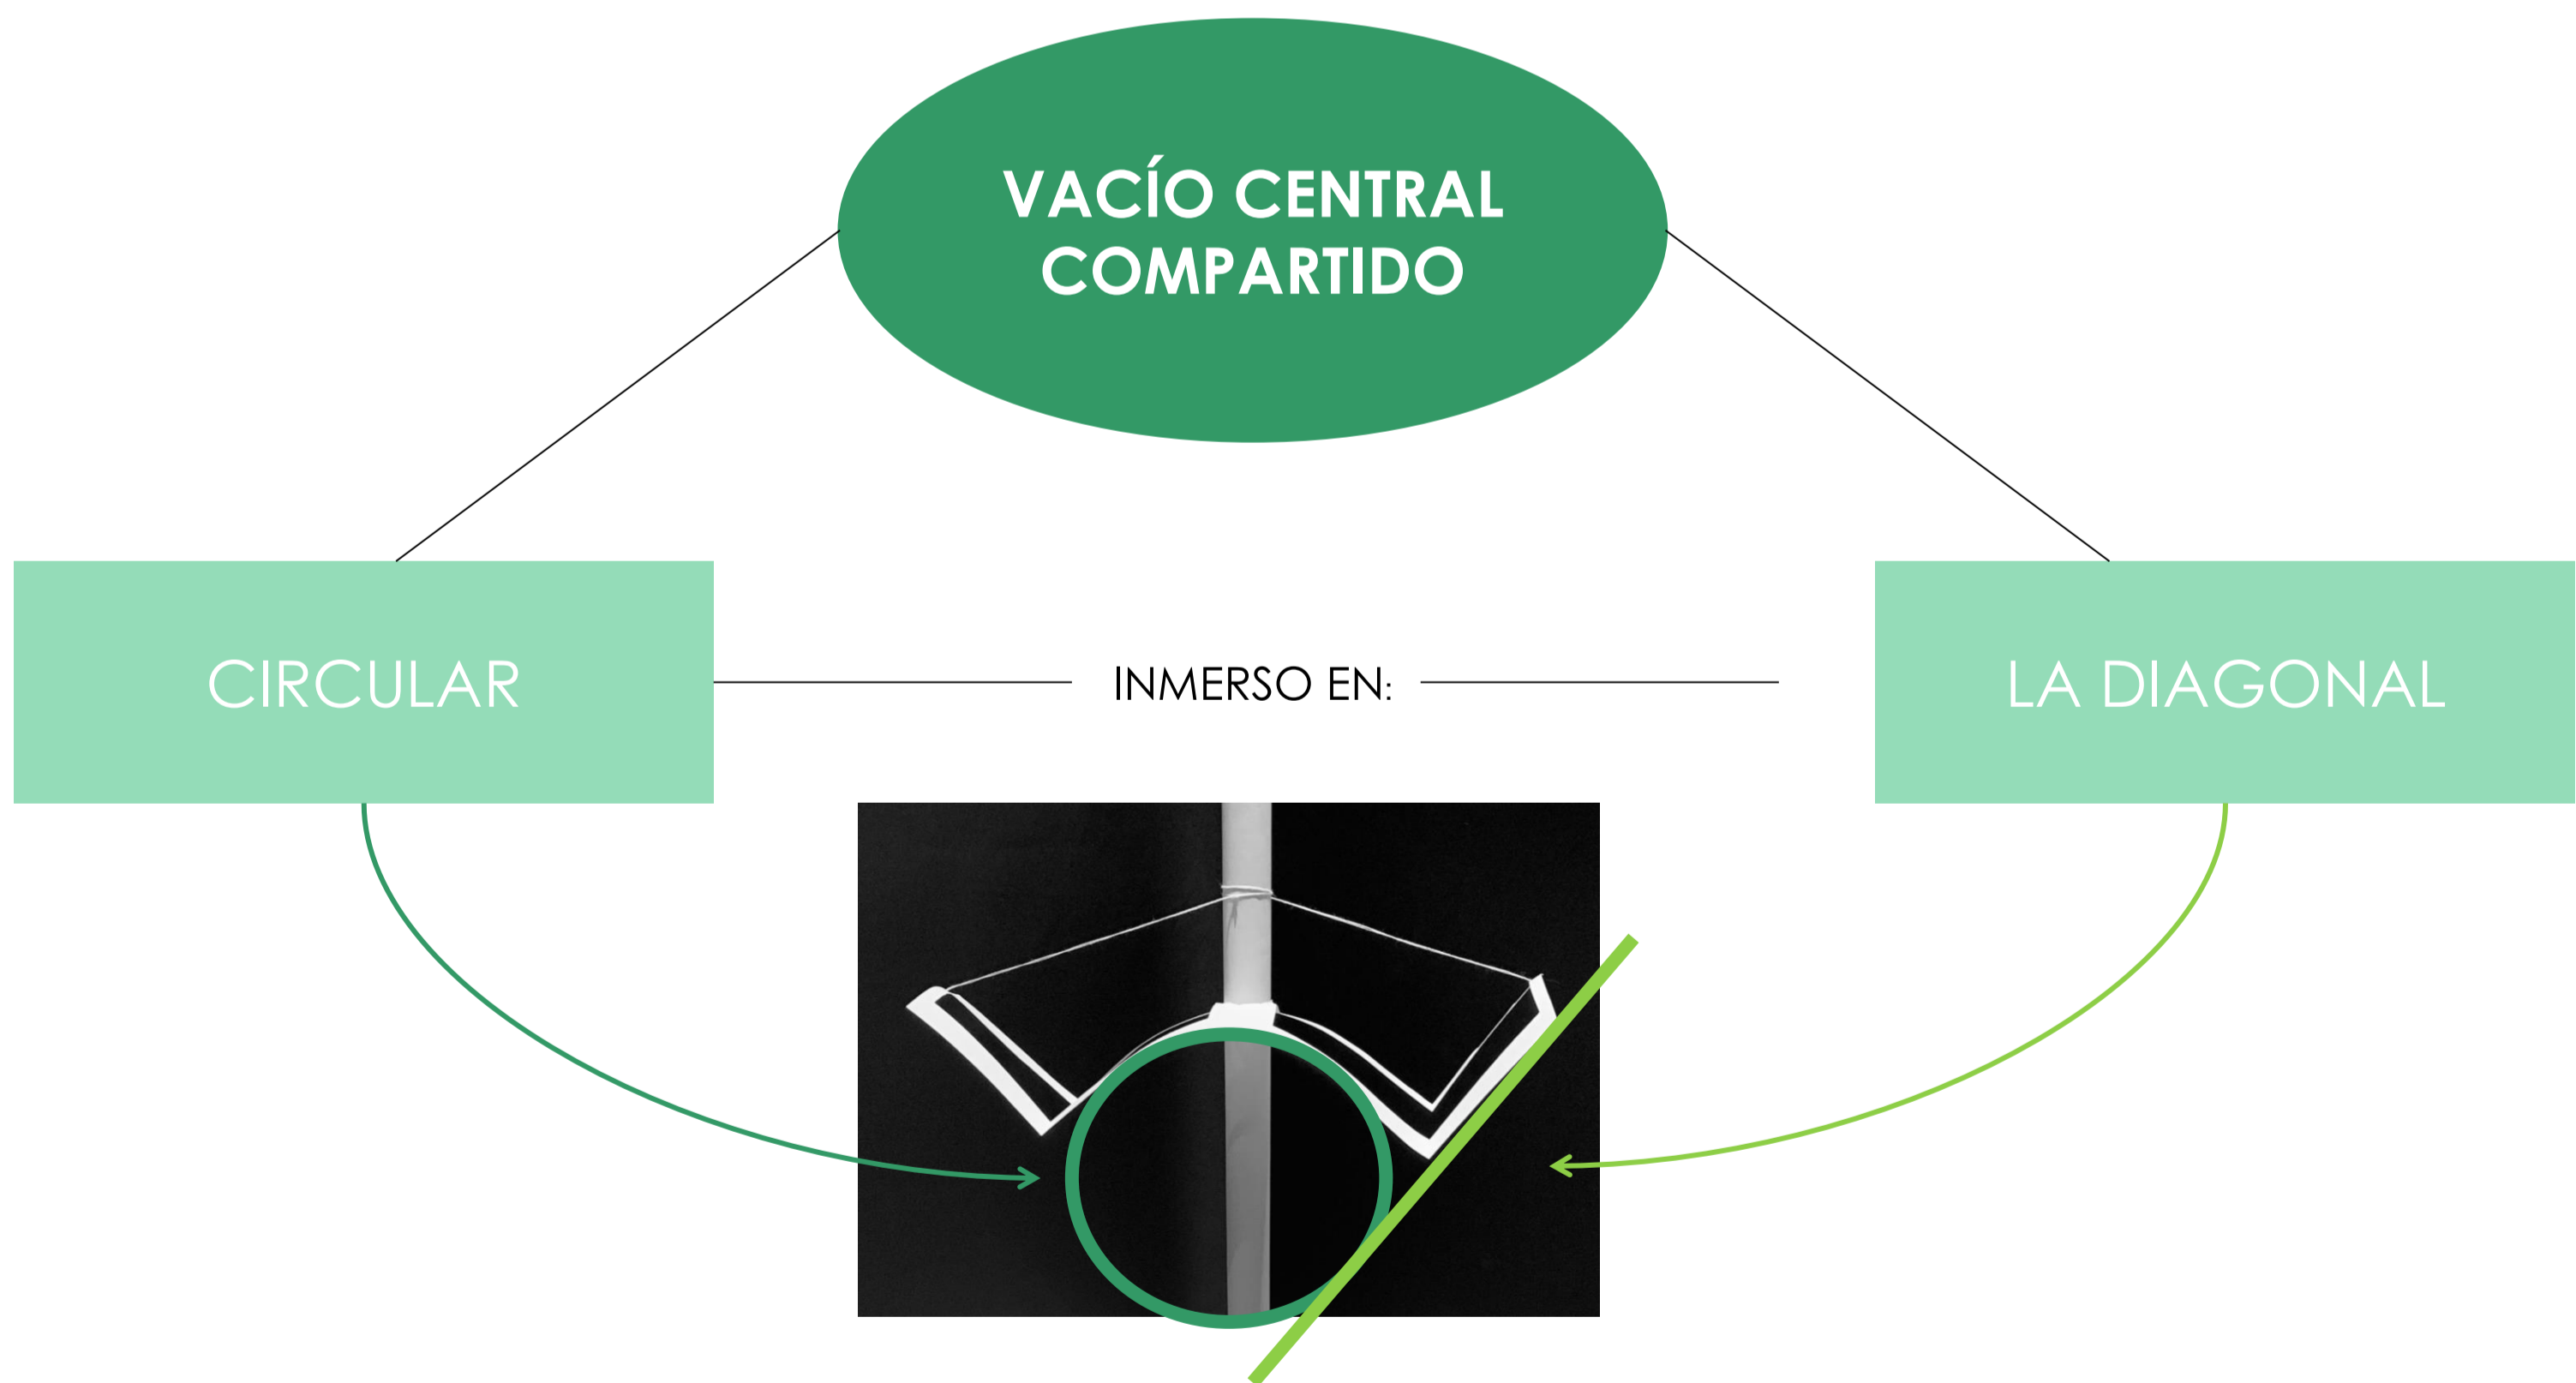 VACÍO CENTRAL
COMPARTIDO
CIRCULAR
INMERSO EN:
LA DIAGONAL